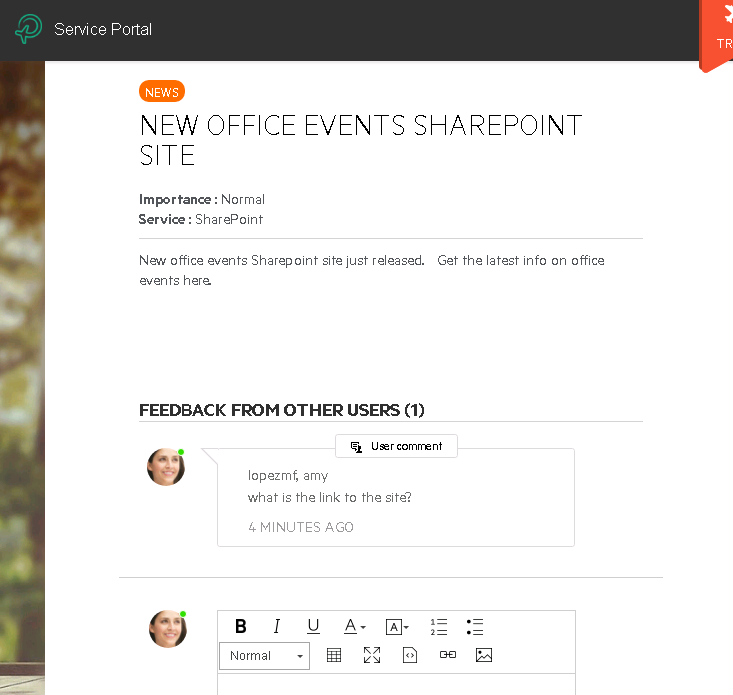 Service Portal
TR
NEWS
NEW OFFICE EVENTS SHAREPOINT
SITE
Importance : Normal
Service : SharePoint
New office events Sharepoint site just released. Get the latest info on office
events here.
FEEDBACK FROM OTHER USERS (1)
User comment
lopezmf, amy
what is the link to the site?
4 MINUTES AGO
B I U A A
Normal